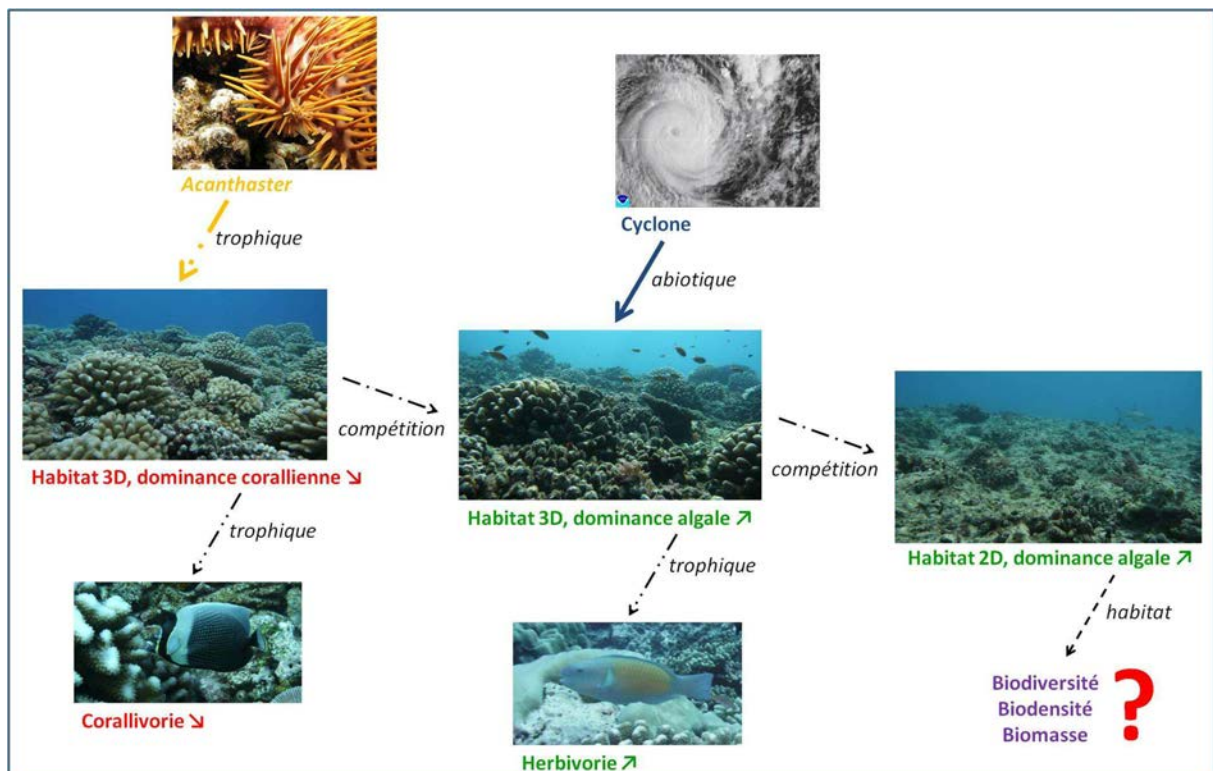 Acanthaster
trophique
Cyclone
abiotique
compétition
Habitat 3D, dominance corallienne ↘
trophique
Corallivorie ↘
Habitat 3D, dominance algale ↗
trophique
Herbivorie ↗
compétition
Habitat 2D, dominance algale ↗
habitat
Biodiversité
Biodensité
Biomasse
?